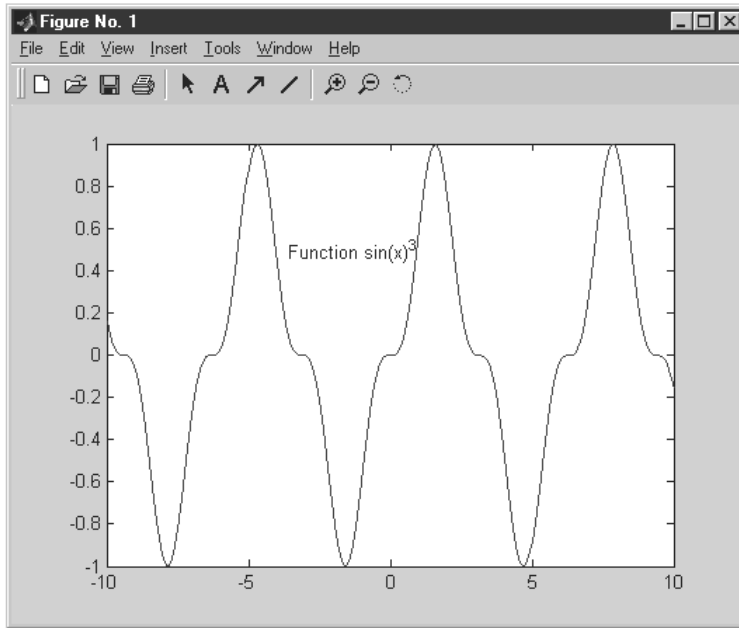 Figure No. 1
File Edit View Insert Tools Window Help
A
1
0.8
0.6
Function sin(x)^3
0.4
0.2
0
-0.2
-0.4
-0.6
-0.8
-1
-10 -5 0 5 10